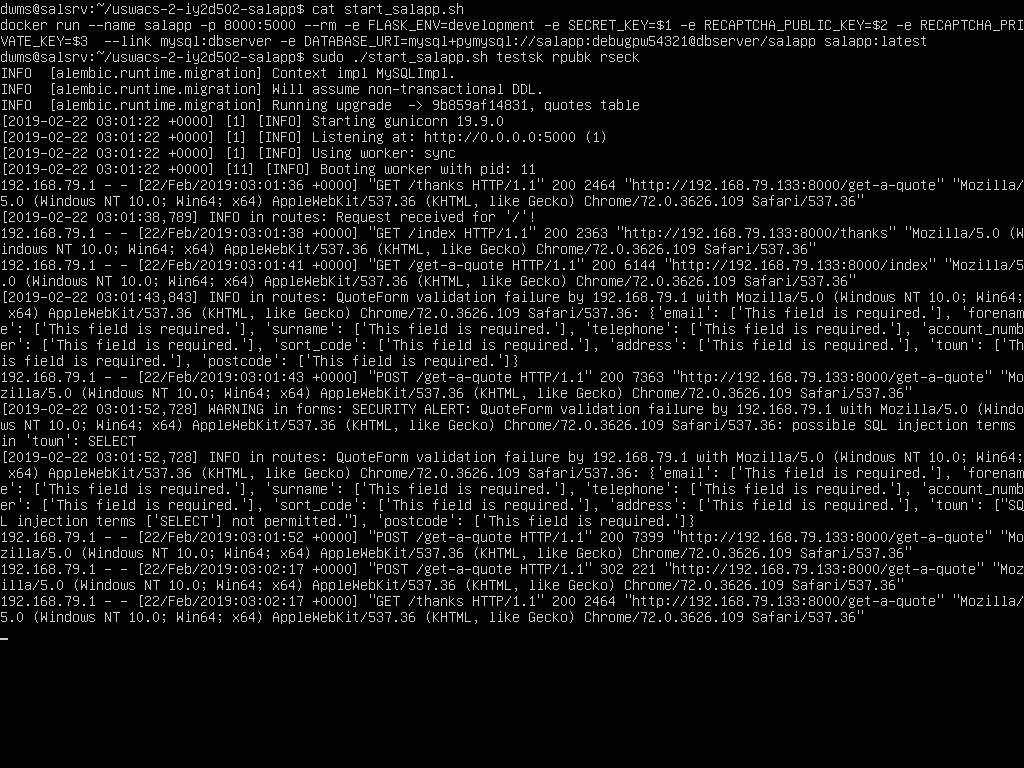 dwms@salsrv:~/uswacs-2-iy2d502-salapp$ cat start_salapp.sh
docker run --name salapp -p 8000:5000 --rm -e FLASK_ENV=development -e SECRET_KEY=$1 -e RECAPTCHA_PUBLIC_KEY=$2 -e RECAPTCHA_PRI
VATE_KEY=$3  --link mysql:dbserver -e DATABASE_URI=mysql+pymysql://salapp:debugpw54321@dbserver/salapp salapp:latest
dwms@salsrv:~/uswacs-2-iy2d502-salapp$ sudo ./start_salapp.sh testsk rpubk rseck
INFO  [alembic.runtime.migration] Context impl MySQLImpl.
INFO  [alembic.runtime.migration] Will assume non-transactional DDL.
INFO  [alembic.runtime.migration] Running upgrade  -> 9b859af14831, quotes table
[2019-02-22 03:01:22 +0000] [1] [INFO] Starting gunicorn 19.9.0
[2019-02-22 03:01:22 +0000] [1] [INFO] Listening at: http://0.0.0.0:5000 (1)
[2019-02-22 03:01:22 +0000] [1] [INFO] Using worker: sync
[2019-02-22 03:01:22 +0000] [11] [INFO] Booting worker with pid: 11
192.168.79.1 - - [22/Feb/2019:03:01:36 +0000] "GET /thanks HTTP/1.1" 200 2464 "http://192.168.79.133:8000/get-a-quote" "Mozilla/
5.0 (Windows NT 10.0; Win64; x64) AppleWebKit/537.36 (KHTML, like Gecko) Chrome/72.0.3626.109 Safari/537.36"
[2019-02-22 03:01:38,789] INFO in routes: Request received for '/'!
192.168.79.1 - - [22/Feb/2019:03:01:38 +0000] "GET /index HTTP/1.1" 200 2363 "http://192.168.79.133:8000/thanks" "Mozilla/5.0 (W
indows NT 10.0; Win64; x64) AppleWebKit/537.36 (KHTML, like Gecko) Chrome/72.0.3626.109 Safari/537.36"
192.168.79.1 - - [22/Feb/2019:03:01:41 +0000] "GET /get-a-quote HTTP/1.1" 200 6144 "http://192.168.79.133:8000/index" "Mozilla/5
.0 (Windows NT 10.0; Win64; x64) AppleWebKit/537.36 (KHTML, like Gecko) Chrome/72.0.3626.109 Safari/537.36"
[2019-02-22 03:01:43,843] INFO in routes: QuoteForm validation failure by 192.168.79.1 with Mozilla/5.0 (Windows NT 10.0; Win64;
 x64) AppleWebKit/537.36 (KHTML, like Gecko) Chrome/72.0.3626.109 Safari/537.36: {'email': ['This field is required.'], 'forenam
e': ['This field is required.'], 'surname': ['This field is required.'], 'telephone': ['This field is required.'], 'account_numb
er': ['This field is required.'], 'sort_code': ['This field is required.'], 'address': ['This field is required.'], 'town': ['Th
is field is required.'], 'postcode': ['This field is required.']}
192.168.79.1 - - [22/Feb/2019:03:01:43 +0000] "POST /get-a-quote HTTP/1.1" 200 7363 "http://192.168.79.133:8000/get-a-quote" "Mo
zilla/5.0 (Windows NT 10.0; Win64; x64) AppleWebKit/537.36 (KHTML, like Gecko) Chrome/72.0.3626.109 Safari/537.36"
[2019-02-22 03:01:52,728] WARNING in forms: SECURITY ALERT: QuoteForm validation failure by 192.168.79.1 with Mozilla/5.0 (Windo
ws NT 10.0; Win64; x64) AppleWebKit/537.36 (KHTML, like Gecko) Chrome/72.0.3626.109 Safari/537.36: possible SQL injection terms
in 'town': SELECT
[2019-02-22 03:01:52,728] INFO in routes: QuoteForm validation failure by 192.168.79.1 with Mozilla/5.0 (Windows NT 10.0; Win64;
 x64) AppleWebKit/537.36 (KHTML, like Gecko) Chrome/72.0.3626.109 Safari/537.36: {'email': ['This field is required.'], 'forenam
e': ['This field is required.'], 'surname': ['This field is required.'], 'telephone': ['This field is required.'], 'account_numb
er': ['This field is required.'], 'sort_code': ['This field is required.'], 'address': ['This field is required.'], 'town': ["SQ
L injection terms ['SELECT'] not permitted."], 'postcode': ['This field is required.']}
192.168.79.1 - - [22/Feb/2019:03:01:52 +0000] "POST /get-a-quote HTTP/1.1" 200 7399 "http://192.168.79.133:8000/get-a-quote" "Mo
zilla/5.0 (Windows NT 10.0; Win64; x64) AppleWebKit/537.36 (KHTML, like Gecko) Chrome/72.0.3626.109 Safari/537.36"
192.168.79.1 - - [22/Feb/2019:03:02:17 +0000] "POST /get-a-quote HTTP/1.1" 302 221 "http://192.168.79.133:8000/get-a-quote" "Moz
illa/5.0 (Windows NT 10.0; Win64; x64) AppleWebKit/537.36 (KHTML, like Gecko) Chrome/72.0.3626.109 Safari/537.36"
192.168.79.1 - - [22/Feb/2019:03:02:17 +0000] "GET /thanks HTTP/1.1" 200 2464 "http://192.168.79.133:8000/get-a-quote" "Mozilla/
5.0 (Windows NT 10.0; Win64; x64) AppleWebKit/537.36 (KHTML, like Gecko) Chrome/72.0.3626.109 Safari/537.36"